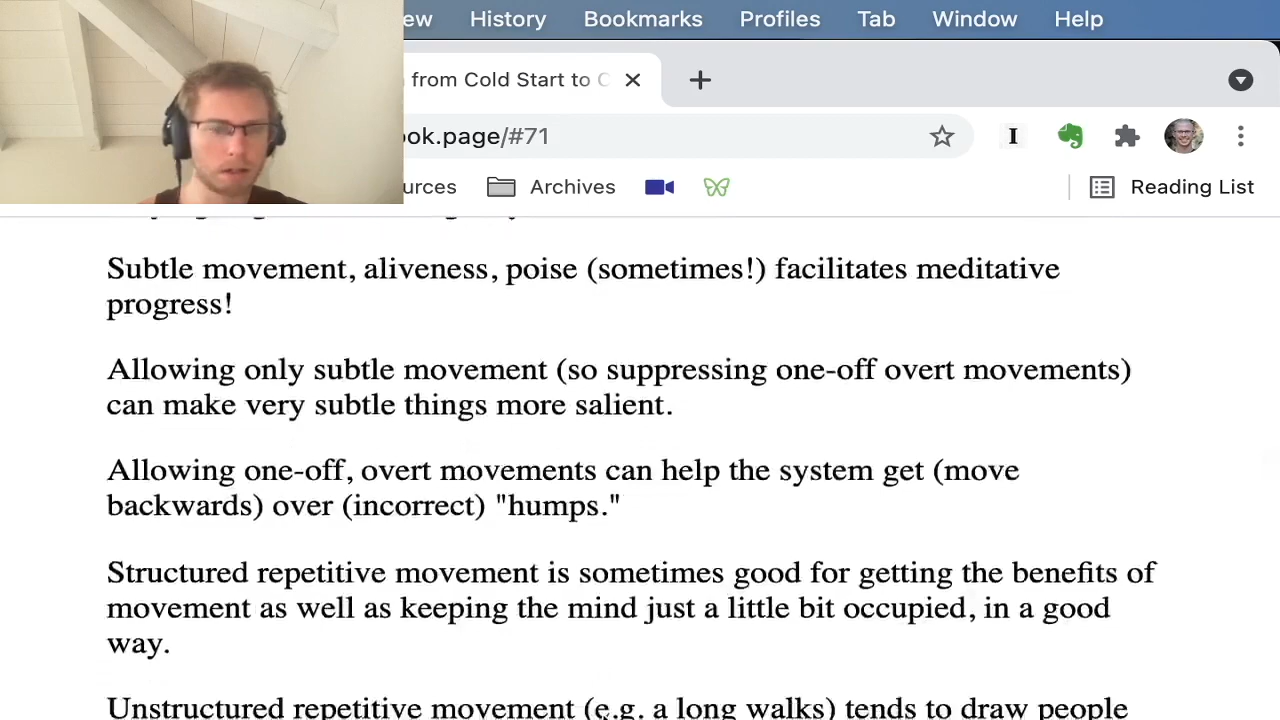 ew History Bookmarks Profiles Tab Window Help
from Cold Start to C
ook.page/#71
urces Archives Reading List
Subtle movement, aliveness, poise (sometimes!) facilitates meditative
progress!
Allowing only subtle movement (so suppressing one-off overt movements)
can make very subtle things more salient.
Allowing one-off, overt movements can help the system get (move
backwards) over (incorrect) "humps."
Structured repetitive movement is sometimes good for getting the benefits of
movement as well as keeping the mind just a little bit occupied, in a good
way.
Unstructured repetitive movement (e.g. a long walks) tends to draw people